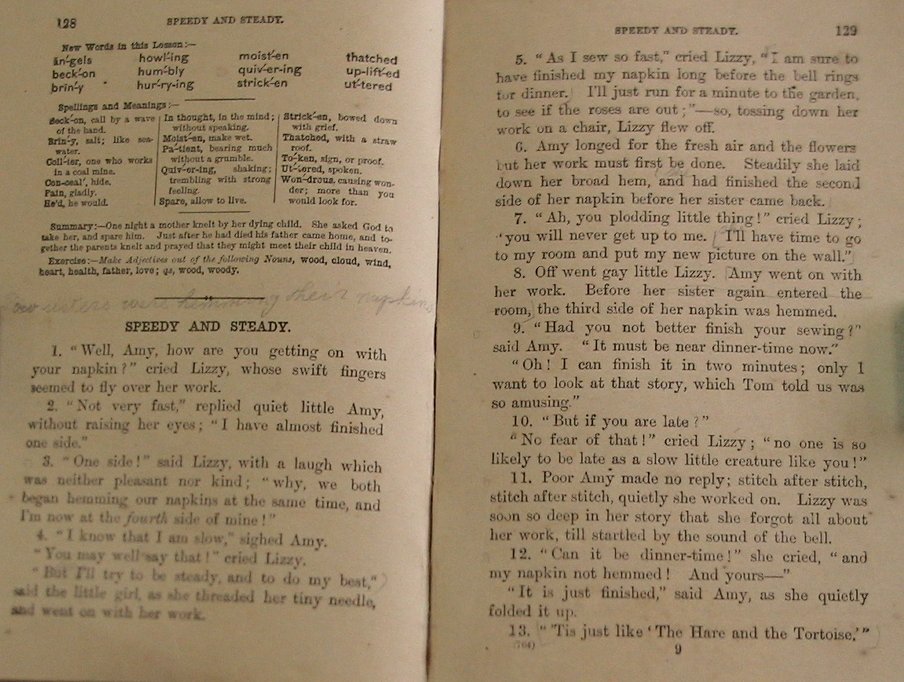 128
SPEEDY AND STEADY.
New Words in this Lesson:—
ān′-gels howl′-ing moist′-en thatched
beck′-on hum′-bly quiv′-er-ing up-lift′-ed
brin′-y hur′-ry-ing strick′-en ut′-tered
Spellings and Meanings:—
Beck′-on, call by a wave
of the hand.
Brin′-y, salt; like sea-
water.
Coll′-ier, one who works
in a coal mine.
Con-ceal′, hide.
Fain, gladly.
He'd, he would.
In thought, in the mind;
without speaking.
Moist′-en, make wet.
Pa′-tient, bearing much
without a grumble.
Quiv′-er-ing, shaking;
trembling with strong
feeling.
Spare, allow to live.
Strick′-en, bowed down
with grief.
Thatched, with a straw
roof.
To′-ken, sign, or proof.
Ut′-tered, spoken.
Won′-drous, causing won-
der; more than you
would look for.
Summary:—One night a mother knelt by her dying child. She asked God to
take her, and spare him. Just after he had died his father came home, and to-
gether the parents knelt and prayed that they might meet their child in heaven.
Exercise:—Make Adjectives out of the following Nouns, wood, cloud, wind,
heart, health, father, love; as, wood, woody.
sisters were hemming their napkins
SPEEDY AND STEADY.
1. "Well, Amy, how are you getting on with
your napkin?" cried Lizzy, whose swift fingers
seemed to fly over her work.
2. "Not very fast," replied quiet little Amy,
without raising her eyes; "I have almost finished
one side."
3. "One side!" said Lizzy, with a laugh which
was neither pleasant nor kind; "why, we both
began hemming our napkins at the same time, and
I'm now at the fourth side of mine!"
4. "I know that I am slow," sighed Amy.
"You may well say that!" cried Lizzy.
"But I'll try to be steady, and to do my best,"
said the little girl, as she threaded her tiny needle,
and went on with her work.
SPEEDY AND STEADY.
129
5. "As I sew so fast," cried Lizzy, "I am sure to
have finished my napkin long before the bell rings
for dinner. I'll just run for a minute to the garden,
to see if the roses are out;"—so, tossing down her
work on a chair, Lizzy flew off.
6. Amy longed for the fresh air and the flowers
but her work must first be done. Steadily she laid
down her broad hem, and had finished the second
side of her napkin before her sister came back.
7. "Ah, you plodding little thing!" cried Lizzy;
"you will never get up to me. I'll have time to go
to my room and put my new picture on the wall."
8. Off went gay little Lizzy. Amy went on with
her work. Before her sister again entered the
room, the third side of her napkin was hemmed.
9. "Had you not better finish your sewing?"
said Amy. "It must be near dinner-time now."
"Oh! I can finish it in two minutes; only I
want to look at that story, which Tom told us was
so amusing."
10. "But if you are late?"
"No fear of that!" cried Lizzy; "no one is so
likely to be late as a slow little creature like you!"
11. Poor Amy made no reply; stitch after stitch,
stitch after stitch, quietly she worked on. Lizzy was
soon so deep in her story that she forgot all about
her work, till startled by the sound of the bell.
12. "Can it be dinner-time!" she cried, "and
my napkin not hemmed! And yours—"
"It is just finished," said Amy, as she quietly
folded it up.
13. "'Tis just like 'The Hare and the Tortoise,'"
(704)
9